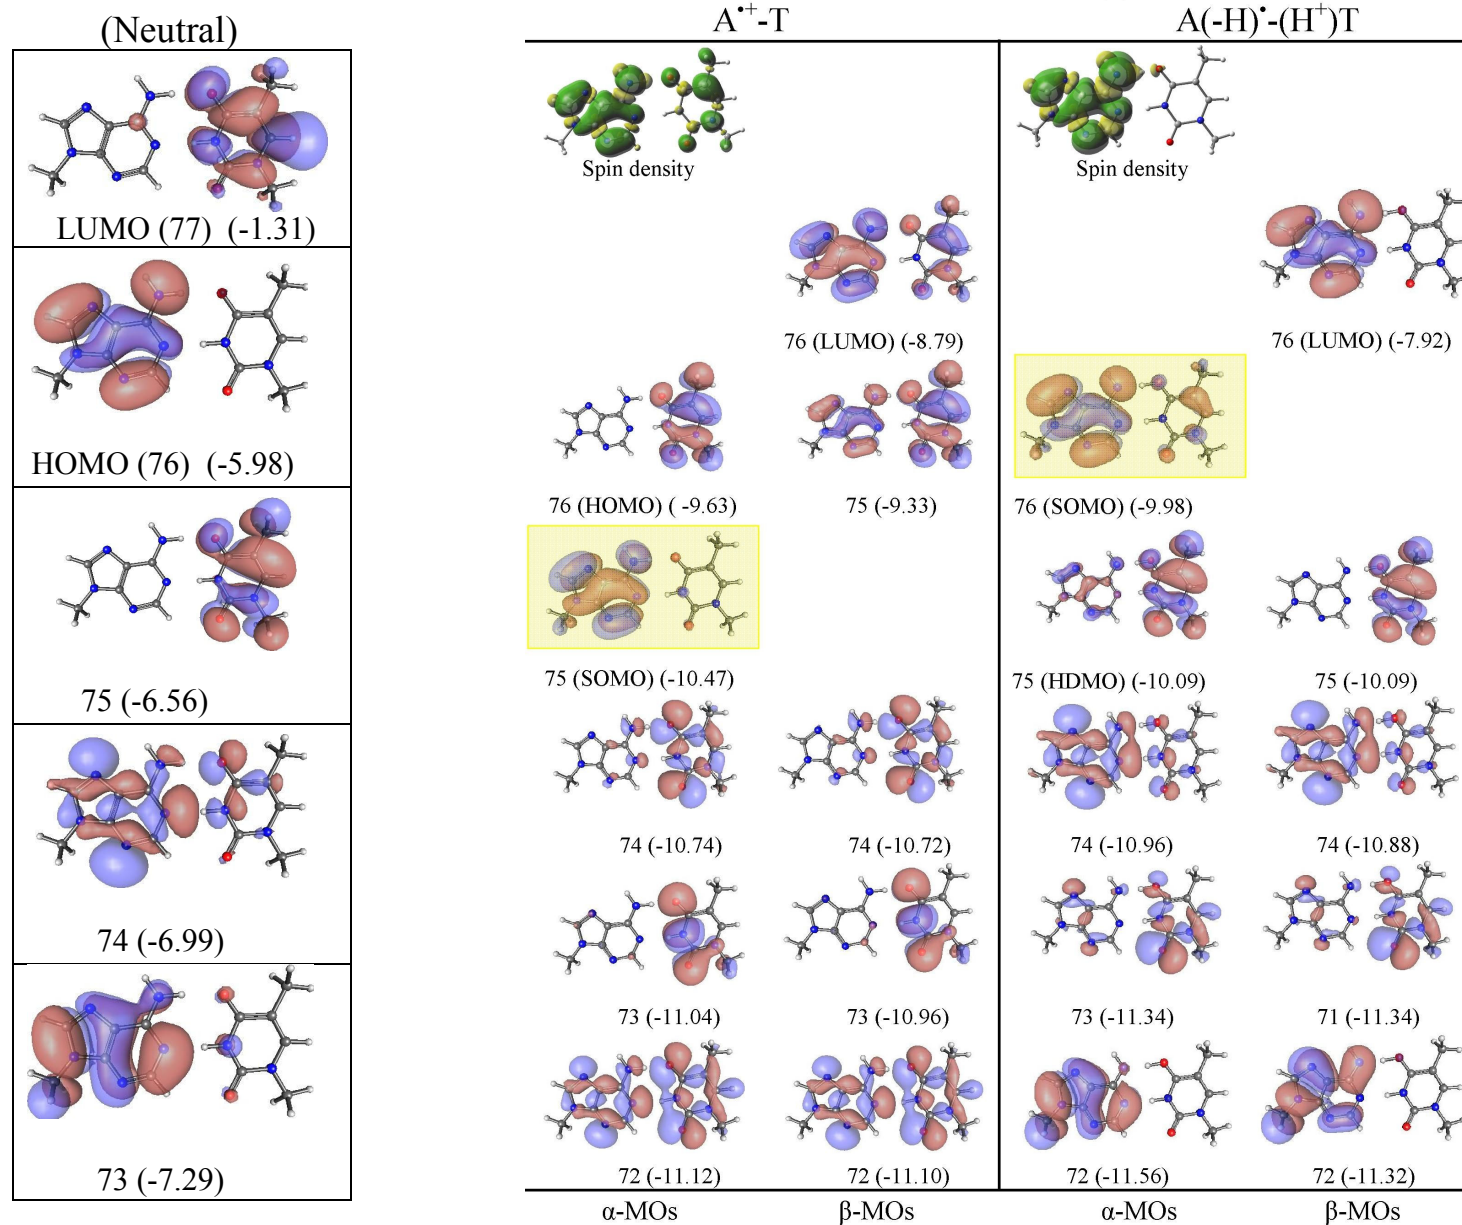 (Neutral)
LUMO (77) (-1.31)
HOMO (76) (-5.98)
75 (-6.56)
74 (-6.99)
73 (-7.29)
A•+-T
A(-H)•-(H+)T
Spin density
Spin density
76 (LUMO) (-8.79)
76 (LUMO) (-7.92)
76 (HOMO) ( -9.63)
75 (-9.33)
76 (SOMO) (-9.98)
75 (SOMO) (-10.47)
75 (HDMO) (-10.09)
75 (-10.09)
74 (-10.74)
74 (-10.72)
74 (-10.96)
74 (-10.88)
73 (-11.04)
73 (-10.96)
73 (-11.34)
71 (-11.34)
72 (-11.12)
72 (-11.10)
72 (-11.56)
72 (-11.32)
α-MOs
β-MOs
α-MOs
β-MOs